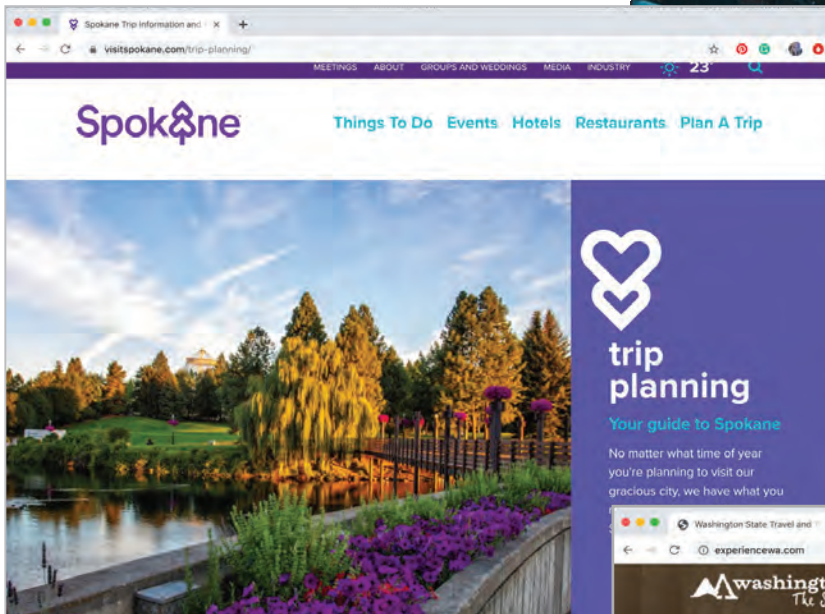 Spokane Trip Information and
visitspokane.com/trip-planning/
MEETINGS ABOUT GROUPS AND WEDDINGS MEDIA INDUSTRY 23°
Spokane
Things To Do Events Hotels Restaurants Plan A Trip
trip
planning
Your guide to Spokane
No matter what time of year
you're planning to visit our
gracious city, we have what you
Washington State Travel and
experiencewa.com
washingt
The S